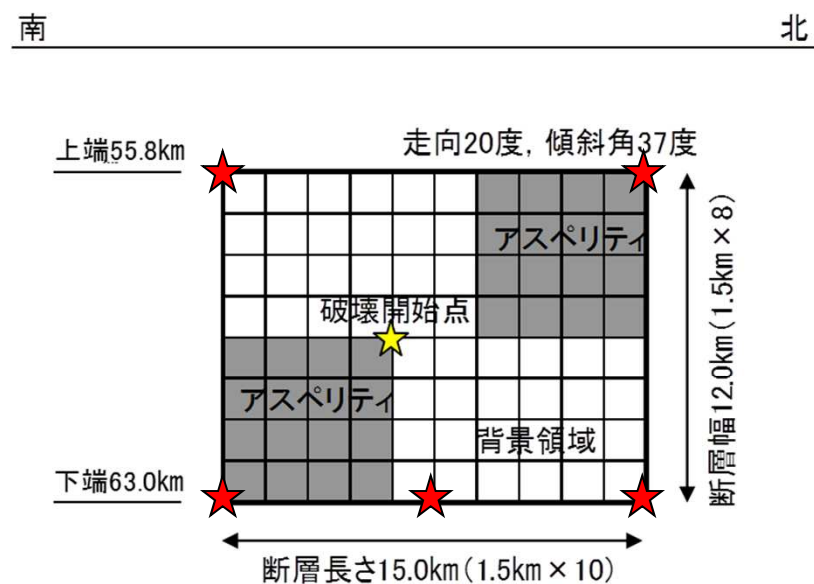 南
北
上端55.8km
走向20度，傾斜角37度
アスペリティ
破壊開始点
アスペリティ
背景領域
下端63.0km
断層幅12.0km（1.5km×8）
断層長さ15.0km（1.5km×10）